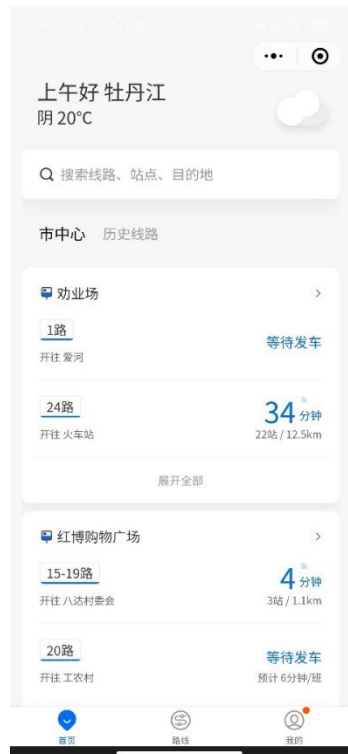 上午好 牡丹江
阴 20°C
搜索线路、站点、目的地
市中心 历史线路
劝业场
1路
等待发车
开往 爱河
24路
34 分钟
开往 火车站
22站 / 12.5km
展开全部
红博购物广场
15-19路
4 分钟
开往 八达村委会
3站 / 1.1km
20路
等待发车
开往 工农村
预计 6分钟/班
首页 路线 我的